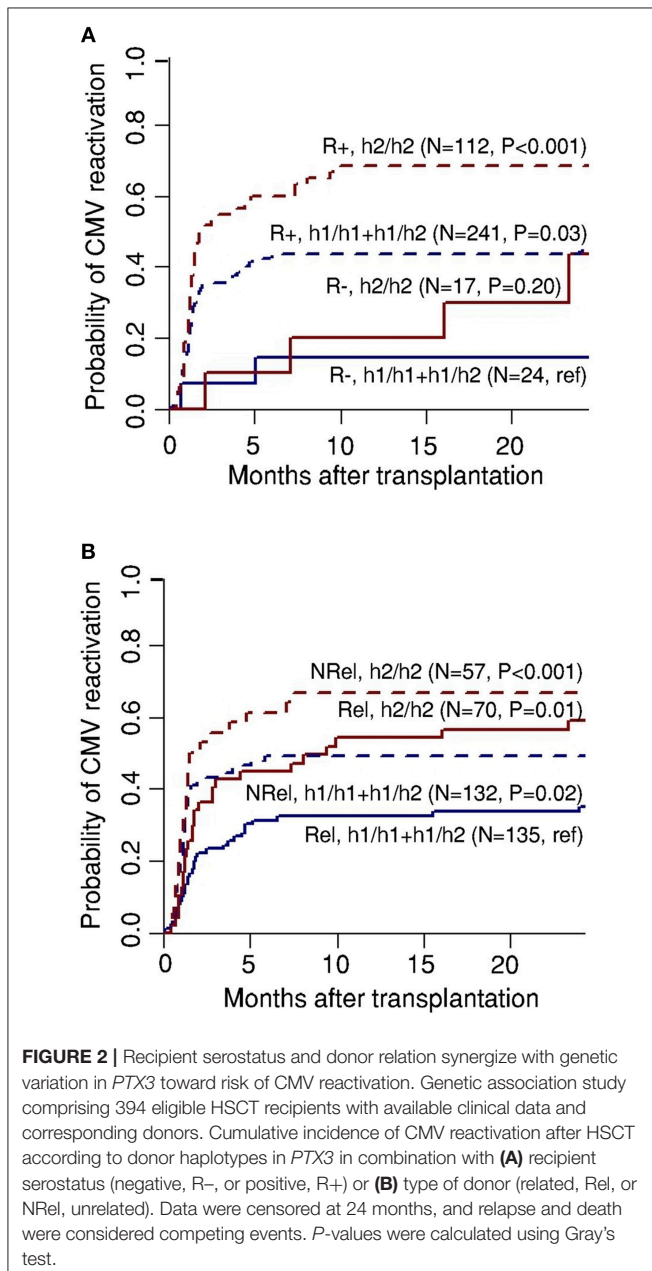 A
Probability of CMV reactivation
1.0
0.8
0.6
0.4
0.2
0.0
R+, h2/h2 (N=112, P<0.001)
R+, h1/h1+h1/h2 (N=241, P=0.03)
R-, h2/h2 (N=17, P=0.20)
R-, h1/h1+h1/h2 (N=24, ref)
0 5 10 15 20
Months after transplantation
B
Probability of CMV reactivation
1.0
0.8
0.6
0.4
0.2
0.0
NRel, h2/h2 (N=57, P<0.001)
Rel, h2/h2 (N=70, P=0.01)
NRel, h1/h1+h1/h2 (N=132, P=0.02)
Rel, h1/h1+h1/h2 (N=135, ref)
0 5 10 15 20
Months after transplantation
FIGURE 2 | Recipient serostatus and donor relation synergize with genetic
variation in PTX3 toward risk of CMV reactivation. Genetic association study
comprising 394 eligible HSCT recipients with available clinical data and
corresponding donors. Cumulative incidence of CMV reactivation after HSCT
according to donor haplotypes in PTX3 in combination with (A) recipient
serostatus (negative, R–, or positive, R+) or (B) type of donor (related, Rel, or
NRel, unrelated). Data were censored at 24 months, and relapse and death
were considered competing events. P-values were calculated using Gray's
test.